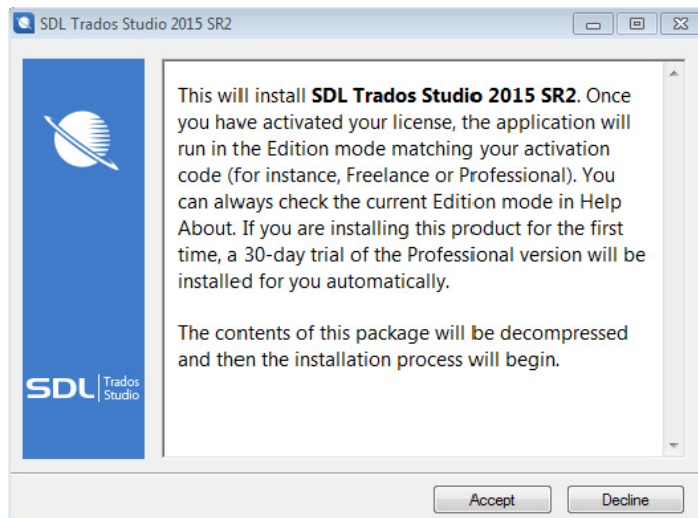 SDL Trados Studio 2015 SR2
This will install SDL Trados Studio 2015 SR2. Once
you have activated your license, the application will
run in the Edition mode matching your activation
code (for instance, Freelance or Professional). You
can always check the current Edition mode in Help
About. If you are installing this product for the first
time, a 30-day trial of the Professional version will be
installed for you automatically.
The contents of this package will be decompressed
and then the installation process will begin.
SDL Trados
Studio
Accept Decline